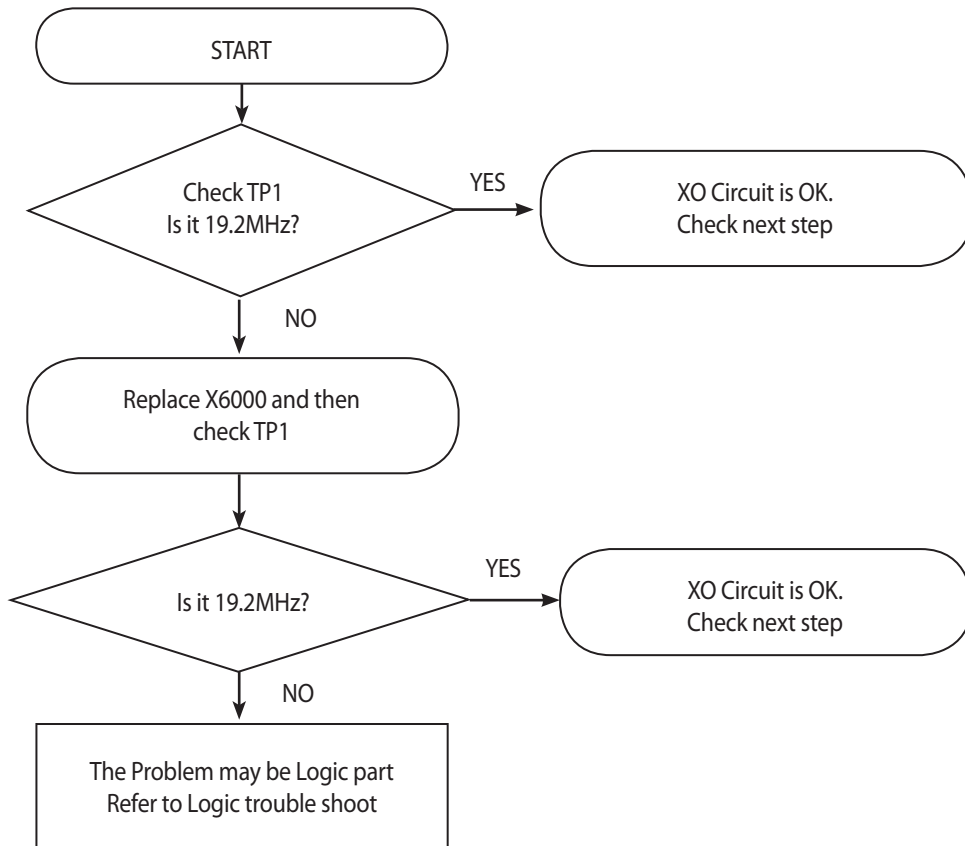 START
Check TP1
Is it 19.2MHz?
YES
XO Circuit is OK.
Check next step
NO
Replace X6000 and then
check TP1
Is it 19.2MHz?
YES
XO Circuit is OK.
Check next step
NO
The Problem may be Logic part
Refer to Logic trouble shoot